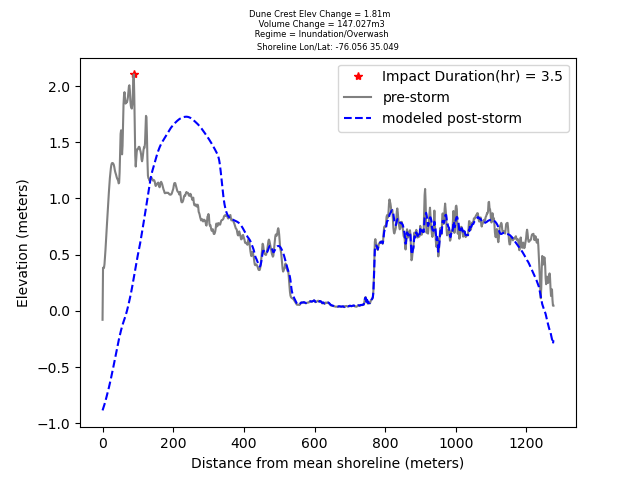 Dune Crest Elev Change = 1.81m
Volume Change = 147.027m3
Regime = Inundation/Overwash
Shoreline Lon/Lat: -76.056 35.049
Impact Duration(hr) = 3.5
pre-storm
modeled post-storm
Elevation (meters)
2.0
1.5
1.0
0.5
0.0
−0.5
−1.0
0 200 400 600 800 1000 1200
Distance from mean shoreline (meters)